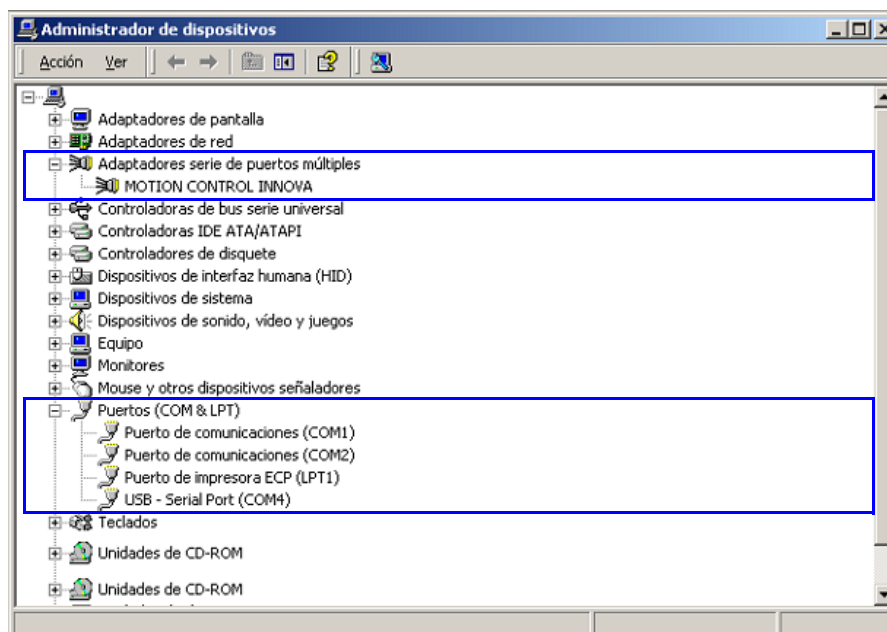 Administrador de dispositivos
Acción Ver
Adaptadores de pantalla
Adaptadores de red
Adaptadores serie de puertos múltiples
MOTION CONTROL INNOVA
Controladoras de bus serie universal
Controladoras IDE ATA/ATAPI
Controladores de disquete
Dispositivos de interfaz humana (HID)
Dispositivos de sistema
Dispositivos de sonido, vídeo y juegos
Equipo
Monitores
Mouse y otros dispositivos señaladores
Puertos (COM & LPT)
Puerto de comunicaciones (COM1)
Puerto de comunicaciones (COM2)
Puerto de impresora ECP (LPT1)
USB - Serial Port (COM4)
Teclados
Unidades de CD-ROM
Unidades de CD-ROM